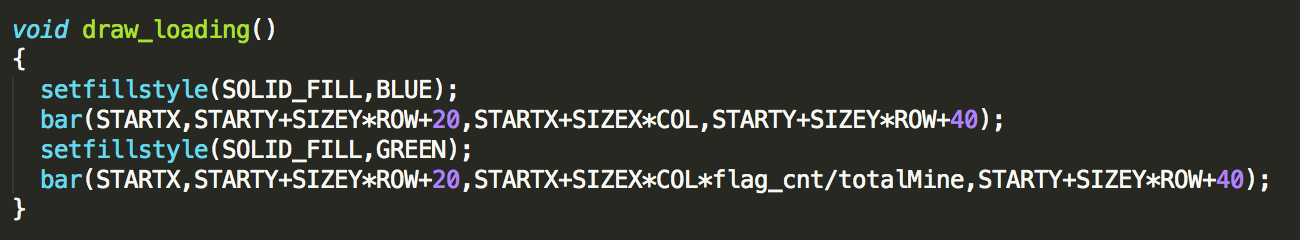 void draw_loading()
{
  setfillstyle(SOLID_FILL,BLUE);
  bar(STARTX,STARTY+SIZEY*ROW+20,STARTX+SIZEX*COL,STARTY+SIZEY*ROW+40);
  setfillstyle(SOLID_FILL,GREEN);
  bar(STARTX,STARTY+SIZEY*ROW+20,STARTX+SIZEX*COL*flag_cnt/totalMine,STARTY+SIZEY*ROW+40);
}